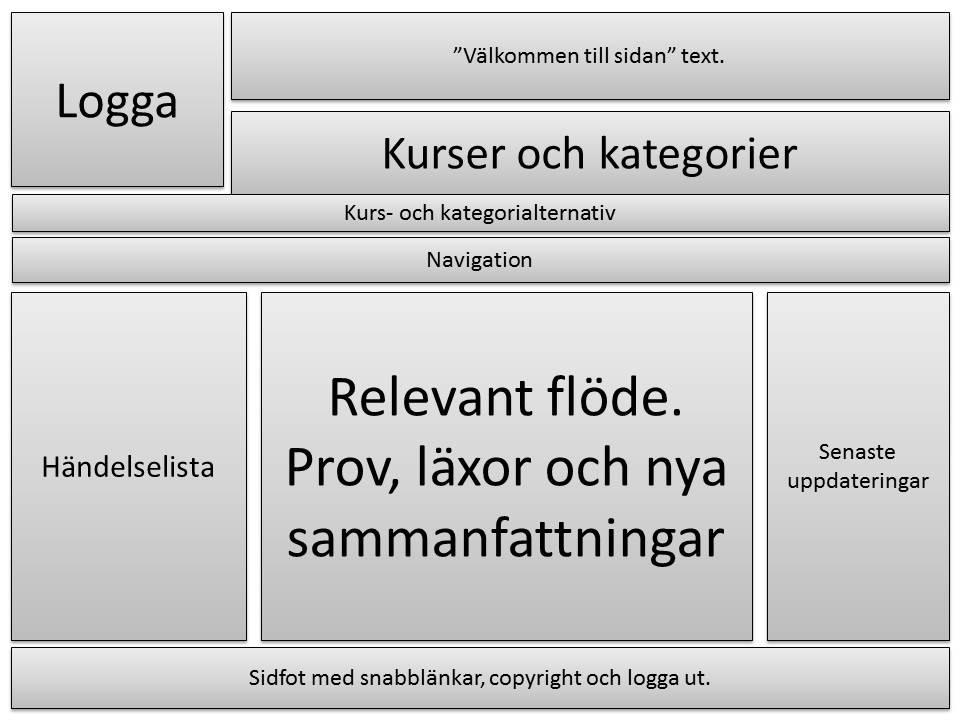 Logga
”Välkommen till sidan” text.
Kurser och kategorier
Kurs- och kategorialternativ
Navigation
Händelselista
Relevant flöde.
Prov, läxor och nya
sammanfattningar
Senaste
uppdateringar
Sidfot med snabblänkar, copyright och logga ut.